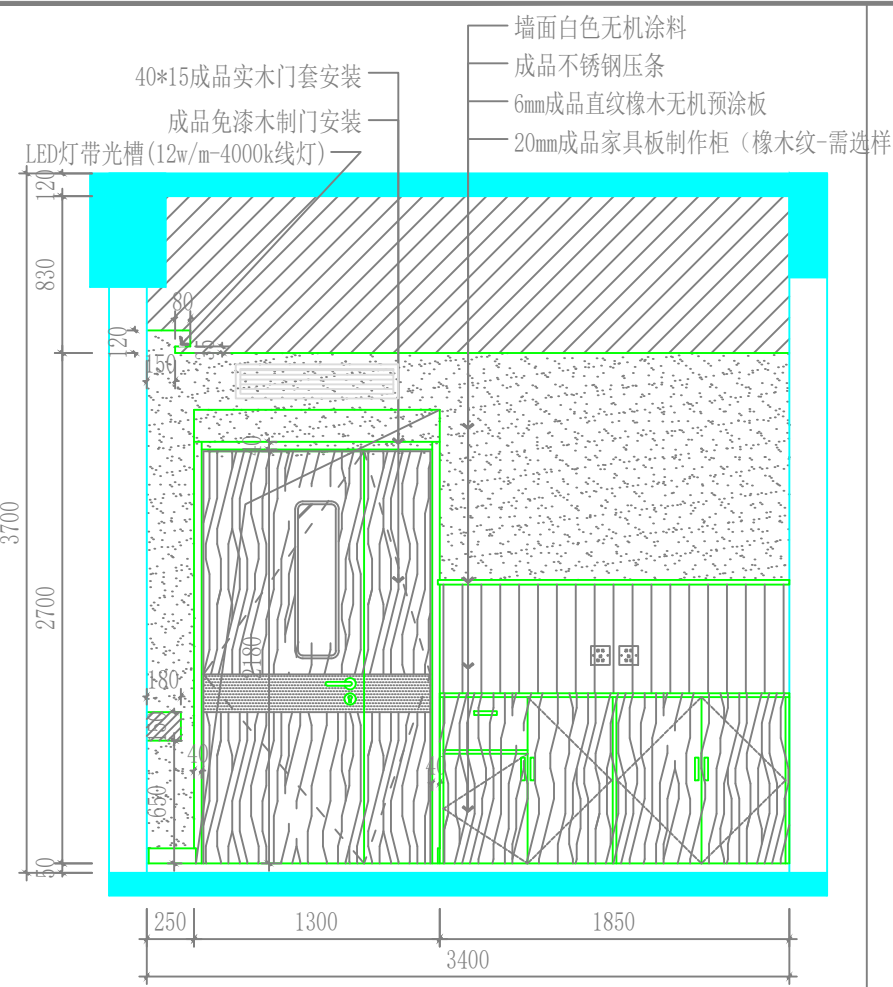 墙面白色无机涂料
成品不锈钢压条
40*15成品实木门套安装
6mm成品直纹橡木无机预涂板
成品免漆木制门安装
20mm成品家具板制作柜（橡木纹-需选样
LED灯带光槽(12w/m-4000k线灯)
120
830
80
120
150
40
3700
2700
2180
180
40
40
650
50
250
1300
1850
3400